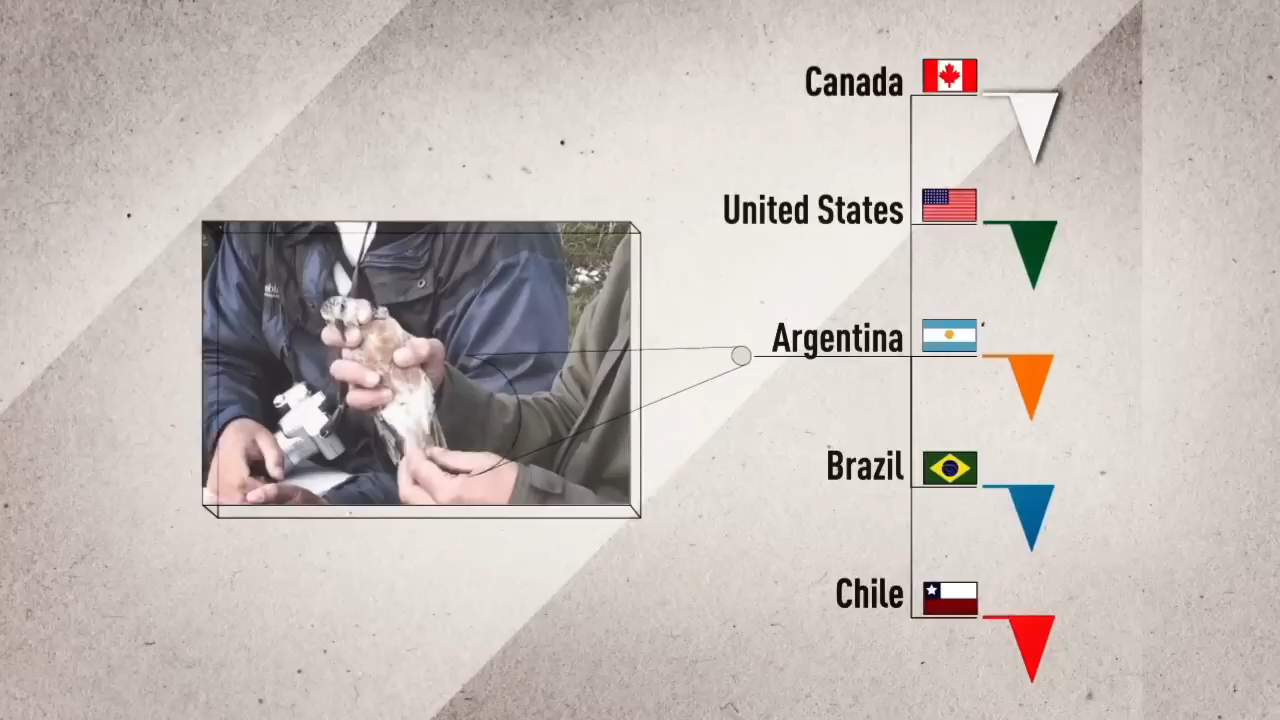 Canada
United States
Argentina
Brazil
Chile